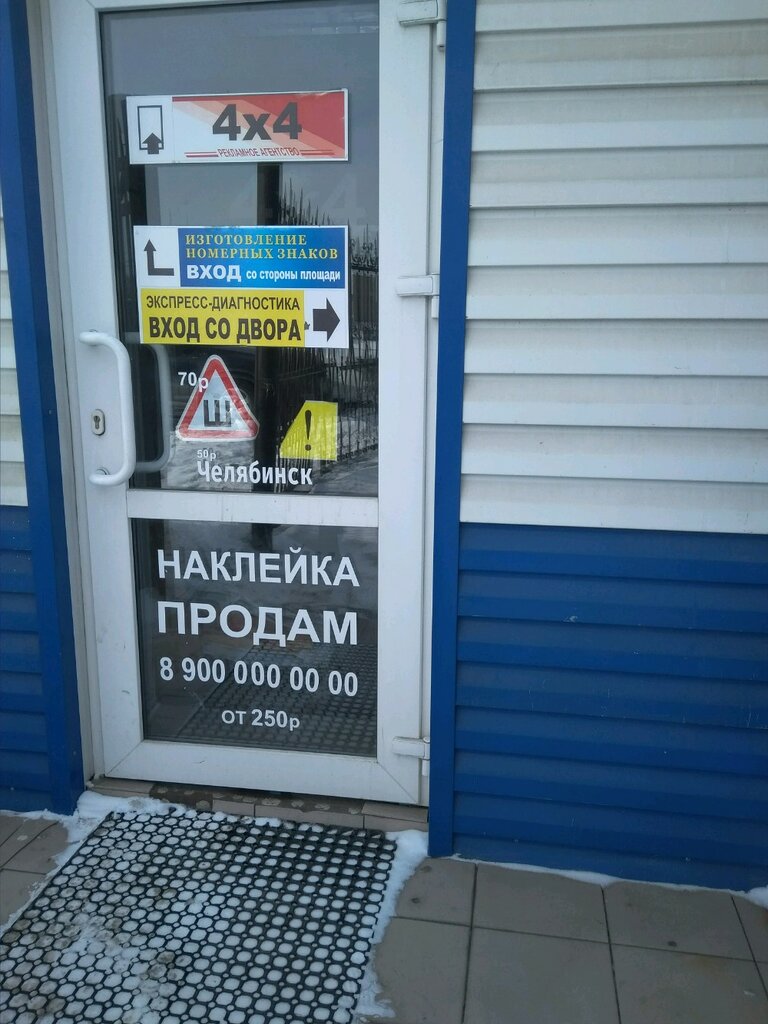 4х4
РЕКЛАМНОЕ АГЕНТСТВО
ИЗГОТОВЛЕНИЕ
НОМЕРНЫХ ЗНАКОВ
ВХОД со стороны площади
ЭКСПРЕСС-ДИАГНОСТИКА
ВХОД СО ДВОРА
70р
Ш
!
50р
Челябинск
НАКЛЕЙКА
ПРОДАМ
8 900 000 00 00
ОТ 250р